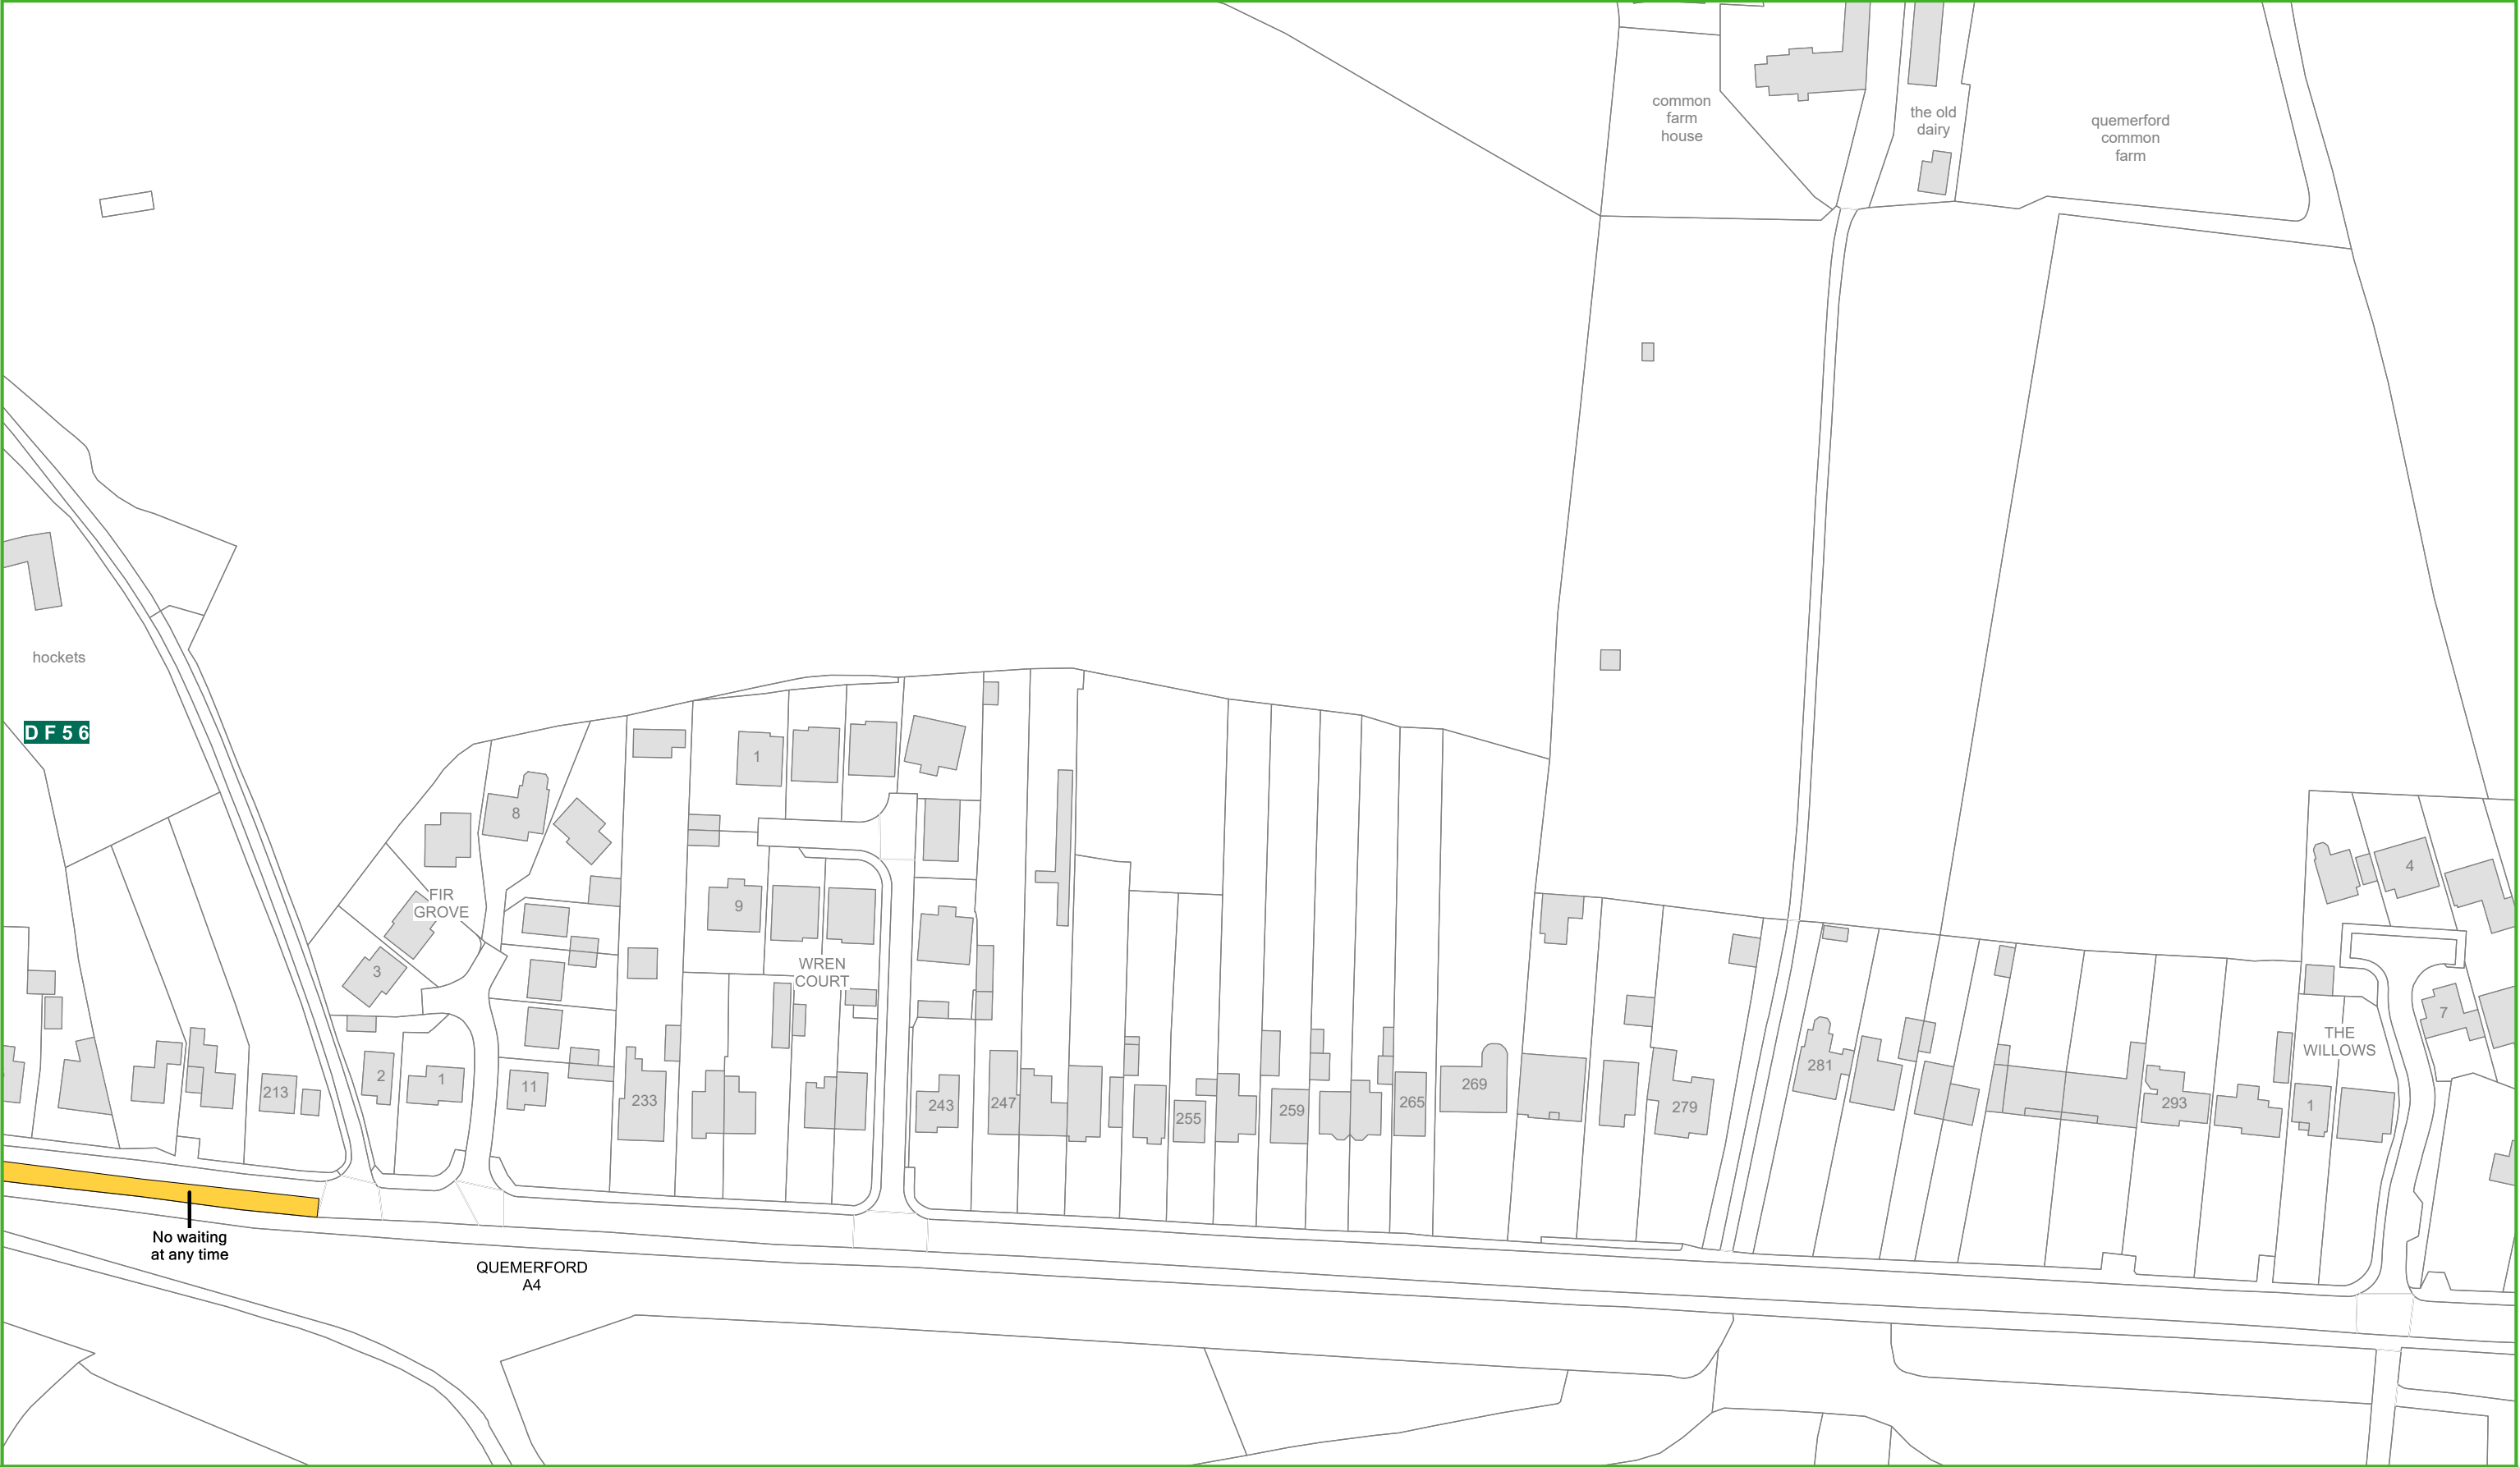 common
farm
house
the old
dairy
quemerford
common
farm
hockets
DF56
1
8
4
FIR
GROVE
9
3
WREN
COURT
7
THE
WILLOWS
2
1
213
11
233
243
247
255
259
265
269
279
281
293
1
No waiting
at any time
QUEMERFORD
A4